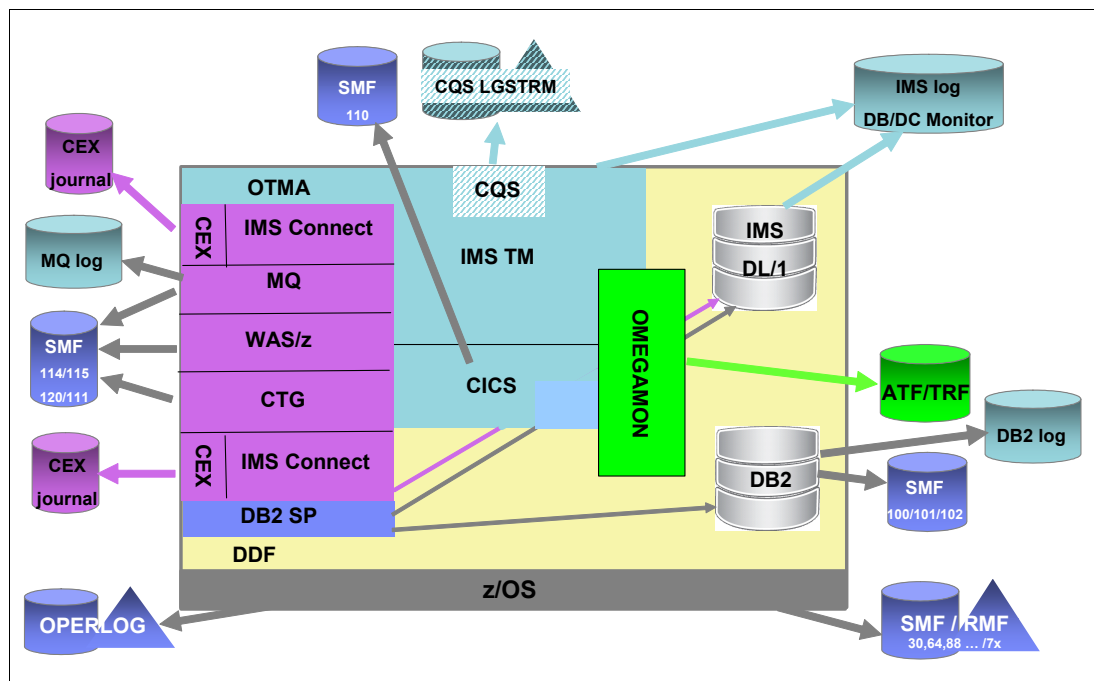 SMF
110
CQS LGSTRM
IMS log
DB/DC Monitor
CEX
journal
OTMA
CQS
CEX
IMS Connect
IMS TM
IMS
DL/1
MQ log
MQ
SMF
114/115
120/111
WAS/z
OMEGAMON
CICS
CTG
ATF/TRF
CEX
journal
CEX
IMS Connect
DB2 log
DB2
SMF
100/101/102
DB2 SP
DDF
z/OS
OPERLOG
SMF / RMF
30,64,88 ... /7x